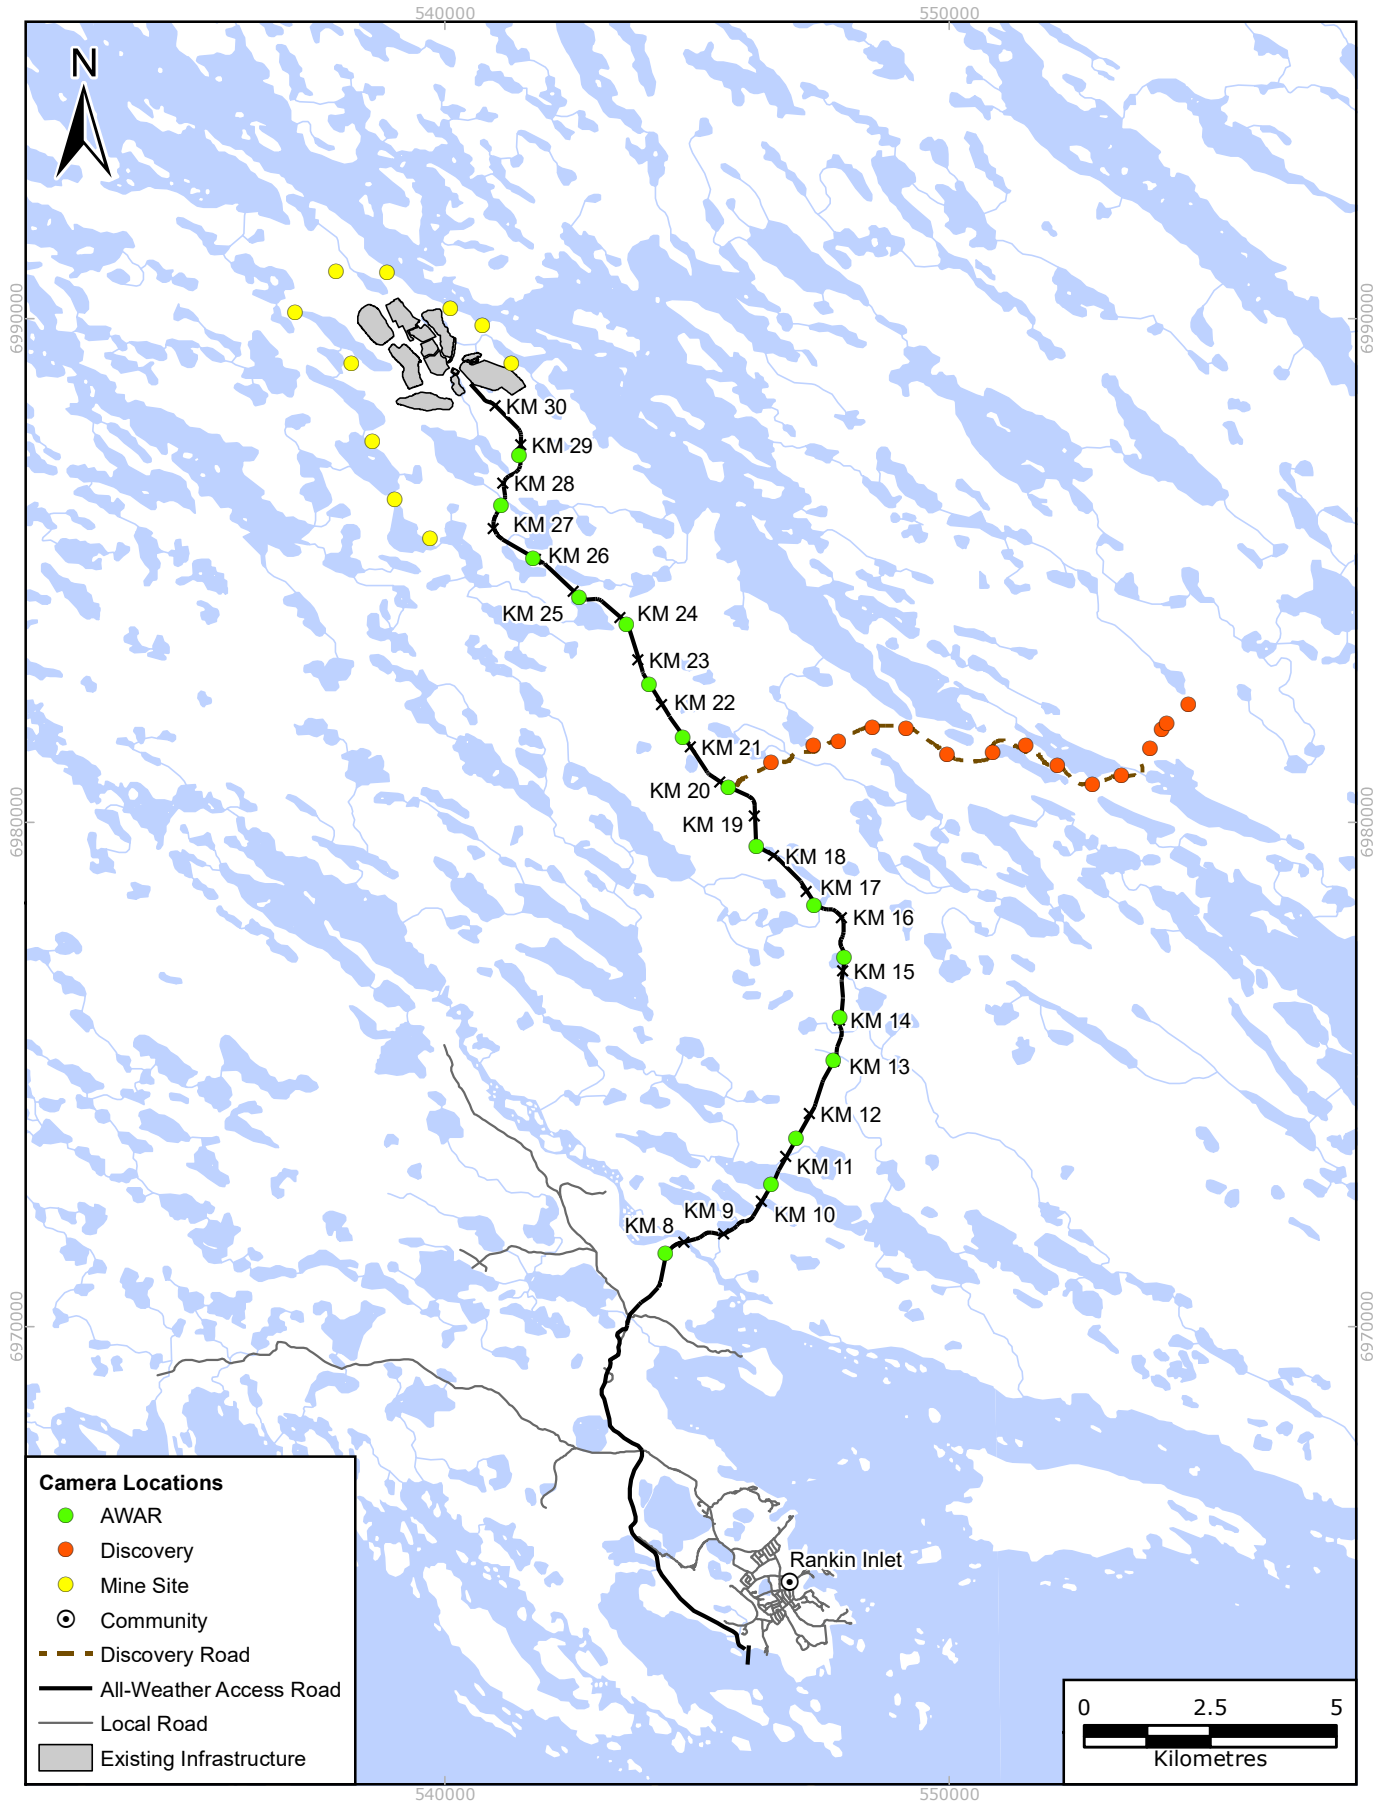 540000
550000
N
6990000
6990000
KM 30
KM 29
KM 28
KM 27
KM 26
KM 25
KM 24
KM 23
KM 22
KM 21
KM 20
KM 19
6980000
6980000
KM 18
KM 17
KM 16
KM 15
KM 14
KM 13
KM 12
KM 11
KM 10
KM 9
KM 8
6970000
6970000
Rankin Inlet
Camera Locations
AWAR
Discovery
Mine Site
Community
Discovery Road
All-Weather Access Road
Local Road
Existing Infrastructure
0 2.5 5
Kilometres
540000
550000